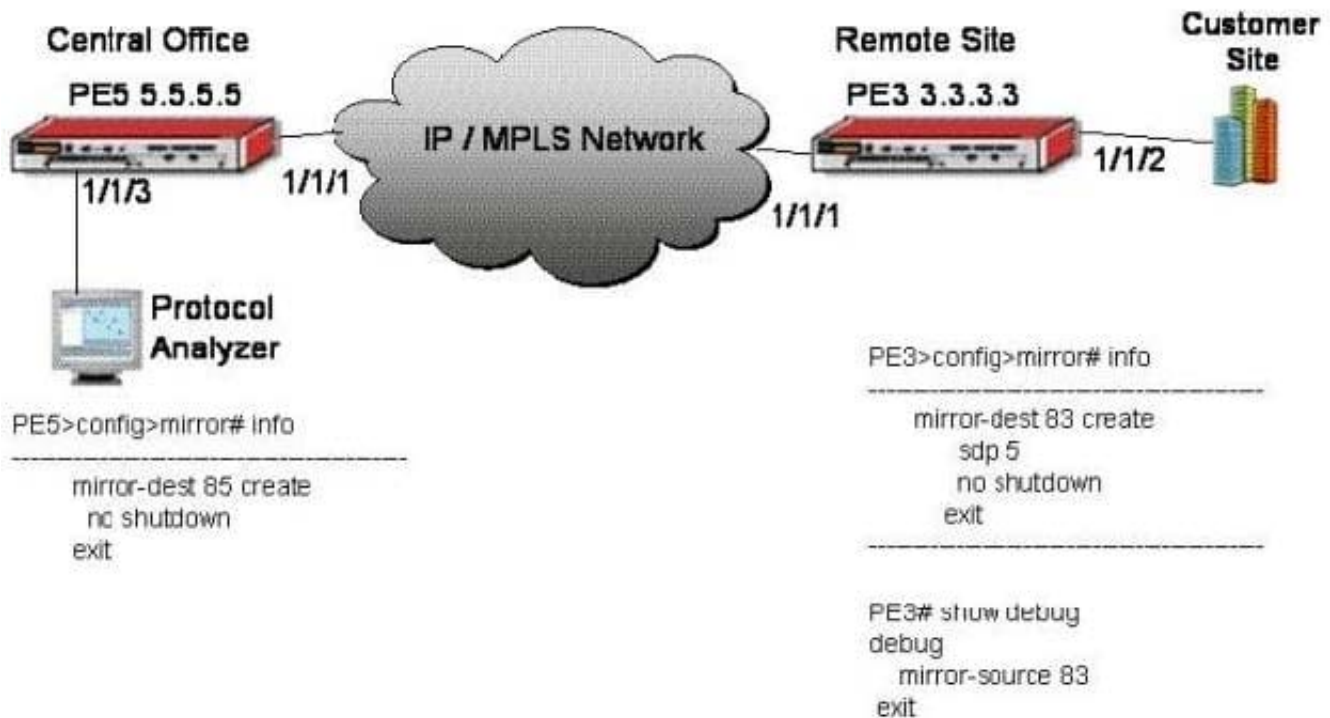 Central Office
PE5 5.5.5.5
1/1/3
1/1/1
IP / MPLS Network
Remote Site
PE3 3.3.3.3
1/1/1
1/1/2
Customer
Site
Protocol
Analyzer
PE5>config>mirror# info
----------------------------------------
mirror-dest 85 create
no shutdown
exit
PE3>config>mirror# info
----------------------------------------
mirror-dest 83 create
sdp 5
no shutdown
exit
----------------------------------------
PE3# show debug
debug
mirror-source 83
exit